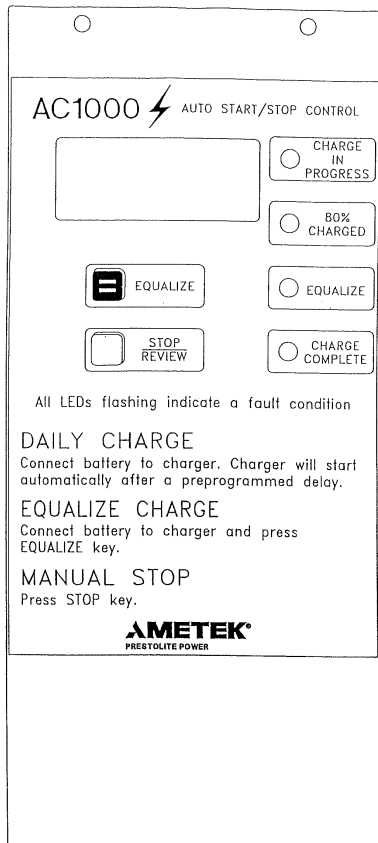 AC1000 AUTO START/STOP CONTROL
CHARGE
IN
PROGRESS
80%
CHARGED
EQUALIZE
EQUALIZE
STOP
REVIEW
CHARGE
COMPLETE
All LEDs flashing indicate a fault condition
DAILY CHARGE
Connect battery to charger. Charger will start
automatically after a preprogrammed delay.
EQUALIZE CHARGE
Connect battery to charger and press
EQUALIZE key.
MANUAL STOP
Press STOP key.
AMETEK®
PRESTOLITE POWER